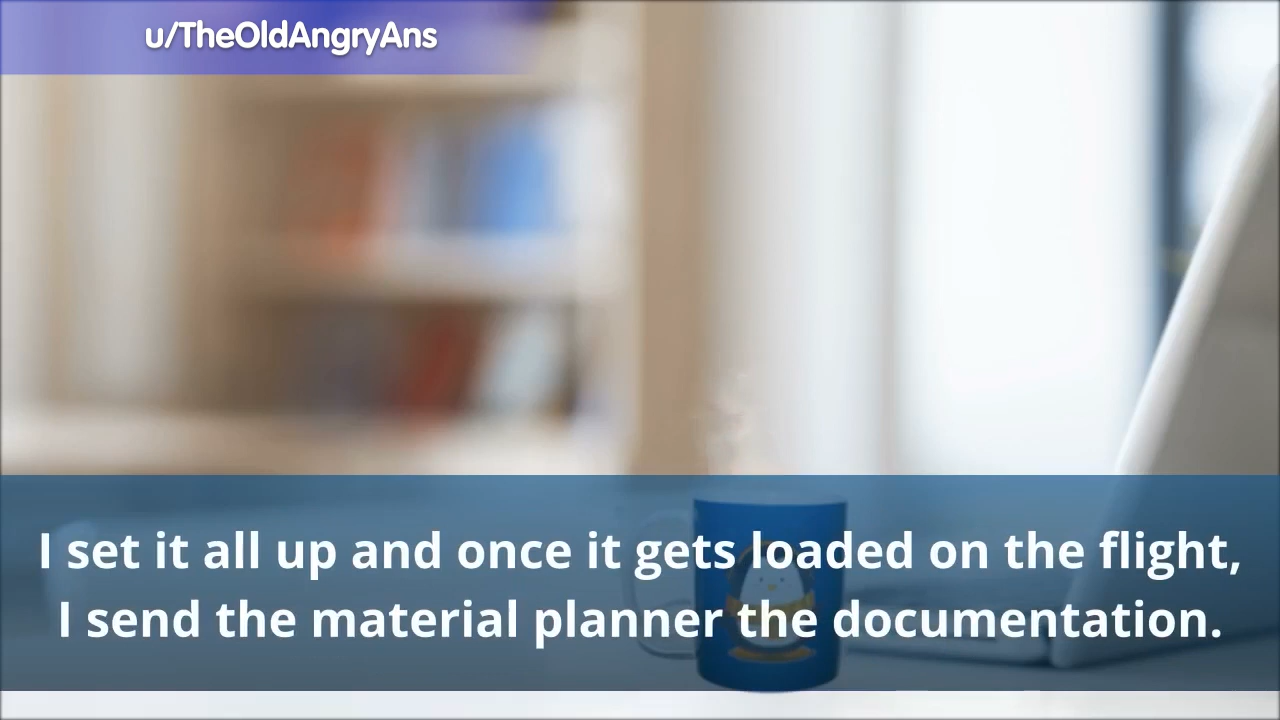 u/TheOldAngryAns
I set it all up and once it gets loaded on the flight,
I send the material planner the documentation.